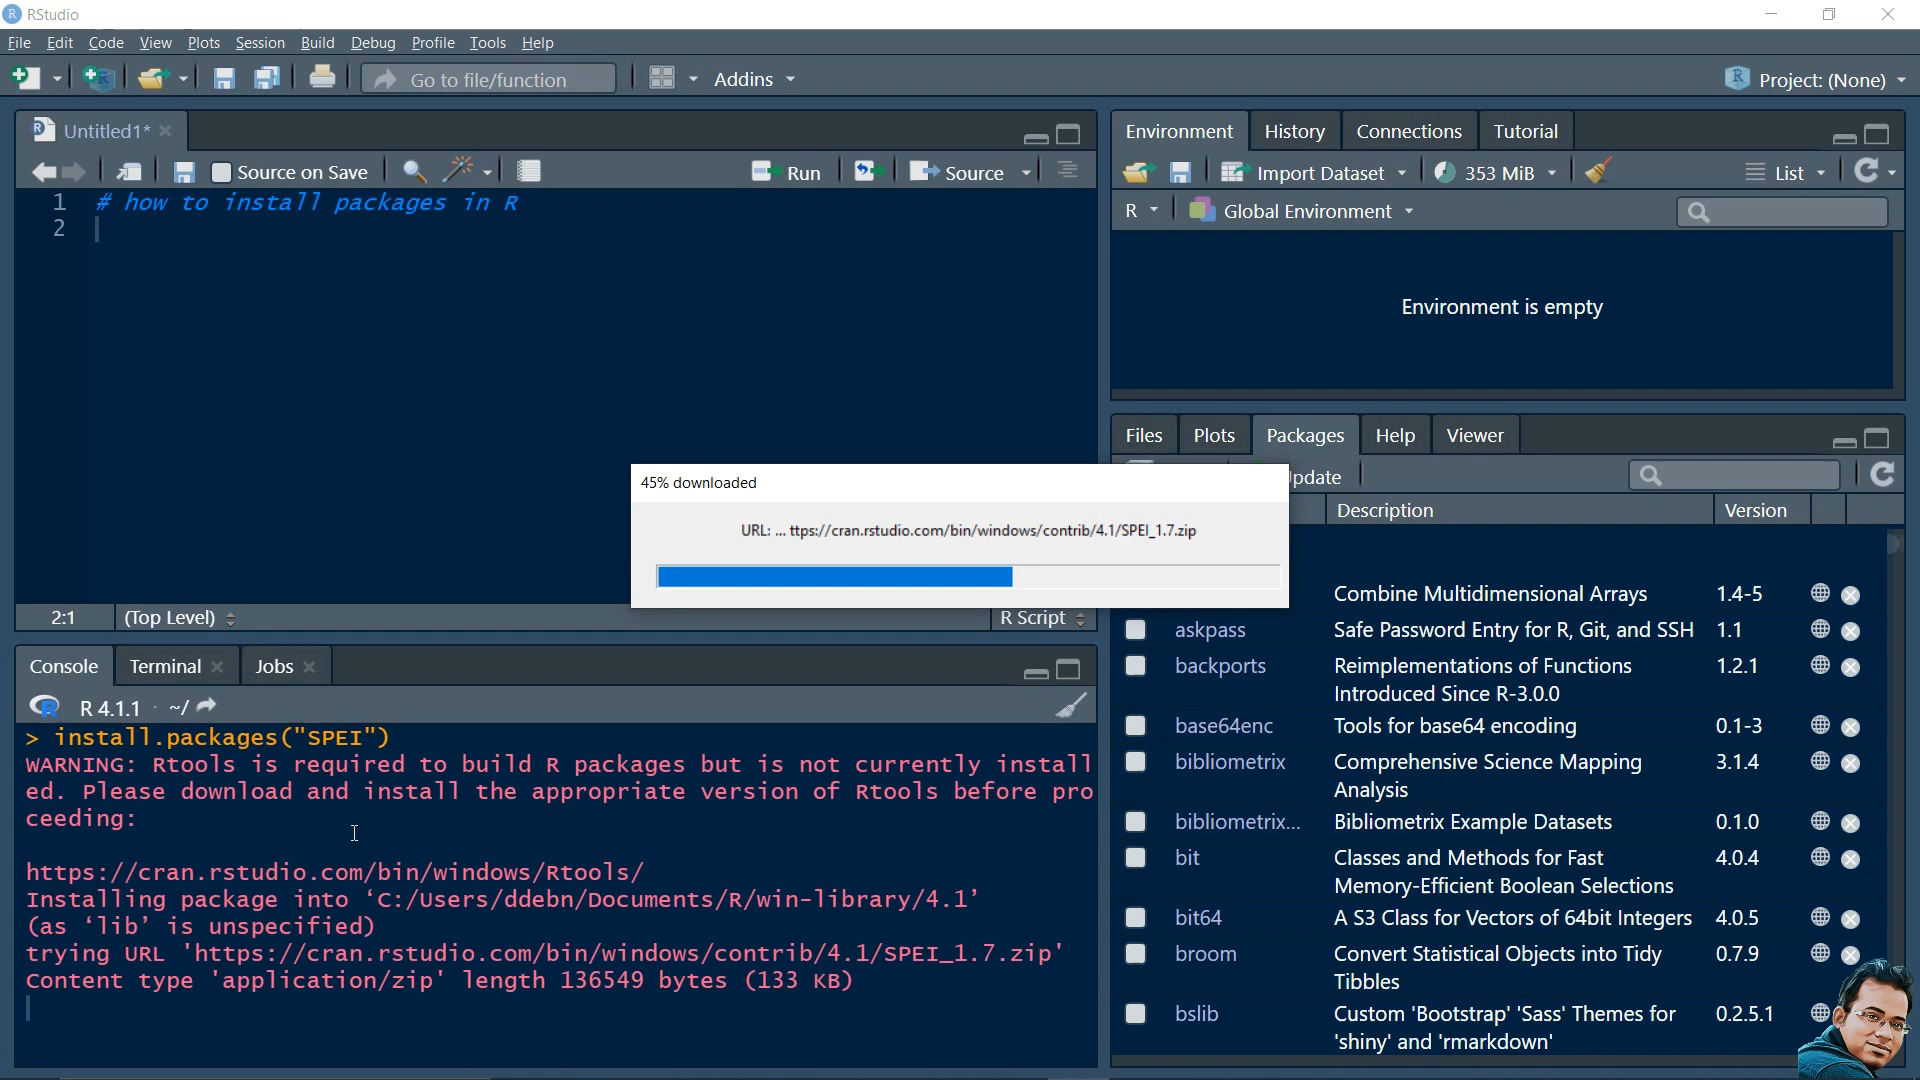 RStudio
File Edit Code View Plots Session Build Debug Profile Tools Help
Go to file/function Addins Project: (None)
Untitled1*
Source on Save Run Source
1 # how to install packages in R
2
2:1 (Top Level) R Script
Console Terminal Jobs
R 4.1.1 · ~/
> install.packages("SPEI")
WARNING: Rtools is required to build R packages but is not currently install
ed. Please download and install the appropriate version of Rtools before pro
ceeding:
https://cran.rstudio.com/bin/windows/Rtools/
Installing package into ‘C:/Users/ddebn/Documents/R/win-library/4.1’
(as ‘lib’ is unspecified)
trying URL 'https://cran.rstudio.com/bin/windows/contrib/4.1/SPEI_1.7.zip'
Content type 'application/zip' length 136549 bytes (133 KB)
45% downloaded
URL: ... ttps://cran.rstudio.com/bin/windows/contrib/4.1/SPEI_1.7.zip
Environment History Connections Tutorial
Import Dataset 353 MiB List
R Global Environment
Environment is empty
Files Plots Packages Help Viewer
pdate
Description Version
Combine Multidimensional Arrays 1.4-5
askpass Safe Password Entry for R, Git, and SSH 1.1
backports Reimplementations of Functions 1.2.1
Introduced Since R-3.0.0
base64enc Tools for base64 encoding 0.1-3
bibliometrix Comprehensive Science Mapping 3.1.4
Analysis
bibliometrix... Bibliometrix Example Datasets 0.1.0
bit Classes and Methods for Fast 4.0.4
Memory-Efficient Boolean Selections
bit64 A S3 Class for Vectors of 64bit Integers 4.0.5
broom Convert Statistical Objects into Tidy 0.7.9
Tibbles
bslib Custom 'Bootstrap' 'Sass' Themes for 0.2.5.1
'shiny' and 'rmarkdown'